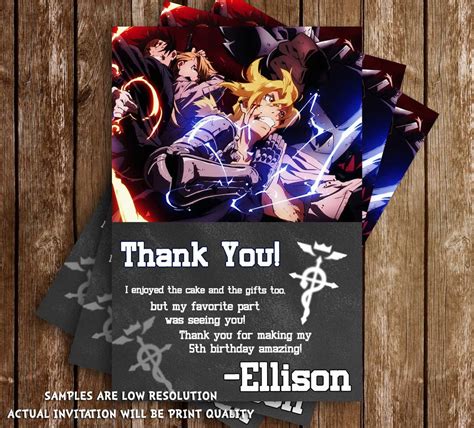 Thank You!
I enjoyed the cake and the gifts too,
but my favorite part
was seeing you!
Thank you for making my
5th birthday amazing!
-Ellison
SAMPLES ARE LOW RESOLUTION
ACTUAL INVITATION WILL BE PRINT QUALITY